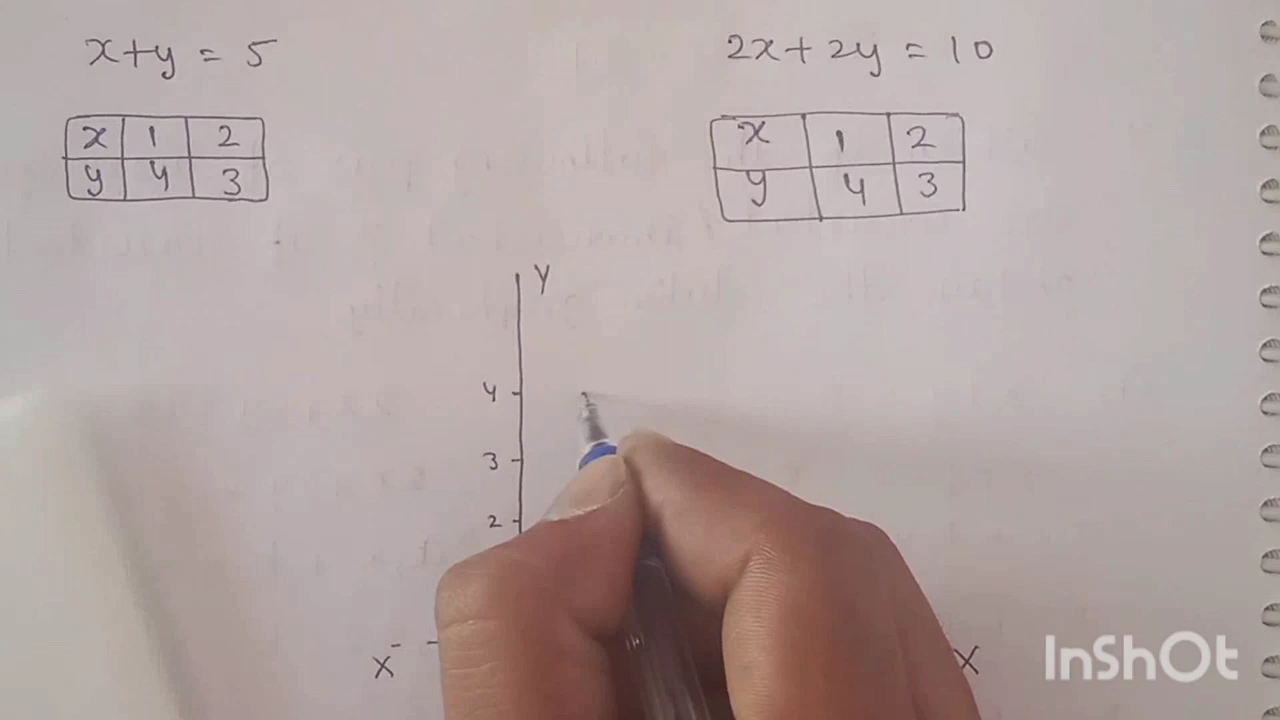 x+y = 5
2x+2y = 10
x 1 2
y 4 3
x 1 2
y 4 3
Y
4
3
2
X⁻
X
InShOt